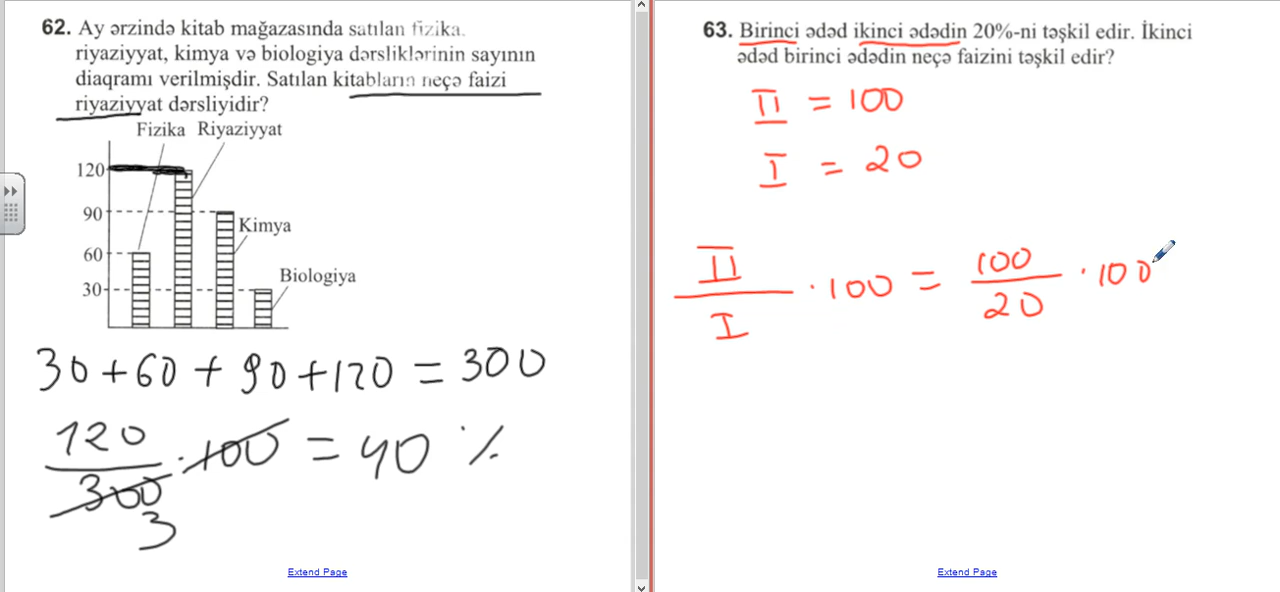 62. Ay ərzində kitab mağazasında satılan fizika,
riyaziyyat, kimya və biologiya dərsliklərinin sayının
diaqramı verilmişdir. Satılan kitabların neçə faizi
riyaziyyat dərsliyidir?
Fizika Riyaziyyat
120
90
Kimya
60
Biologiya
30
30+60+90+120=300
120/300 · 100 = 40 %
3
Extend Page
63. Birinci ədəd ikinci ədədin 20%-ni təşkil edir. İkinci
ədəd birinci ədədin neçə faizini təşkil edir?
II = 100
I = 20
II/I · 100 = 100/20 · 100
Extend Page